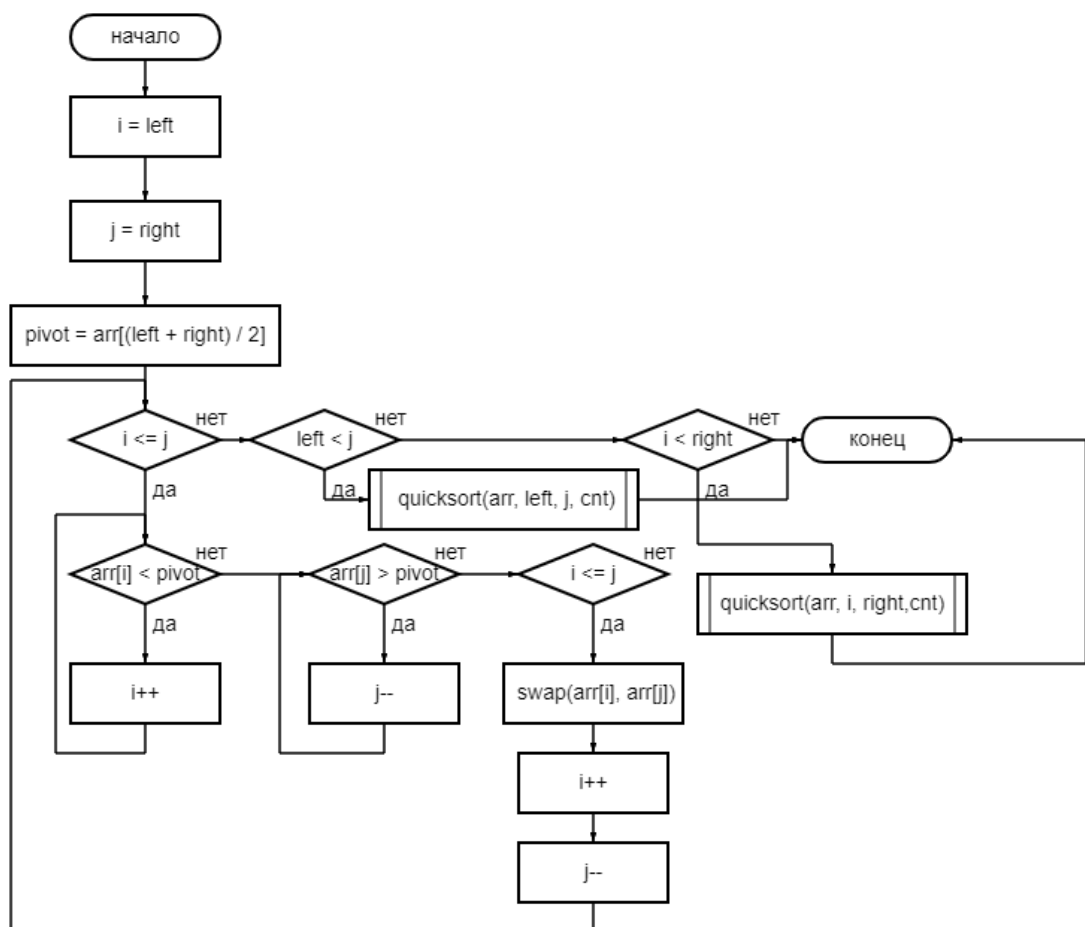 начало
i = left
j = right
pivot = arr[(left + right) / 2]
i <= j
нет
да
left < j
нет
да
quicksort(arr, left, j, cnt)
i < right
нет
да
конец
quicksort(arr, i, right,cnt)
arr[i] < pivot
нет
да
i++
arr[j] > pivot
нет
да
j--
i <= j
нет
да
swap(arr[i], arr[j])
i++
j--